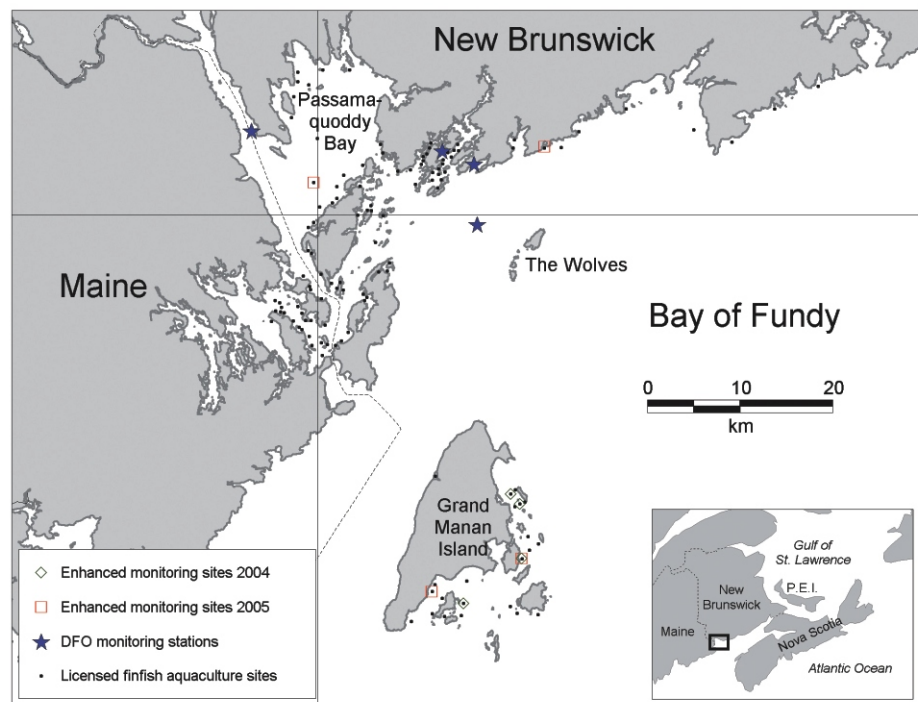 New Brunswick
Passama-
quoddy
Bay
Maine
The Wolves
Bay of Fundy
0 10 20
km
Grand
Manan
Island
Enhanced monitoring sites 2004
Enhanced monitoring sites 2005
DFO monitoring stations
Licensed finfish aquaculture sites
Gulf of
St. Lawrence
P.E.I.
New
Brunswick
Maine
Nova Scotia
Atlantic Ocean